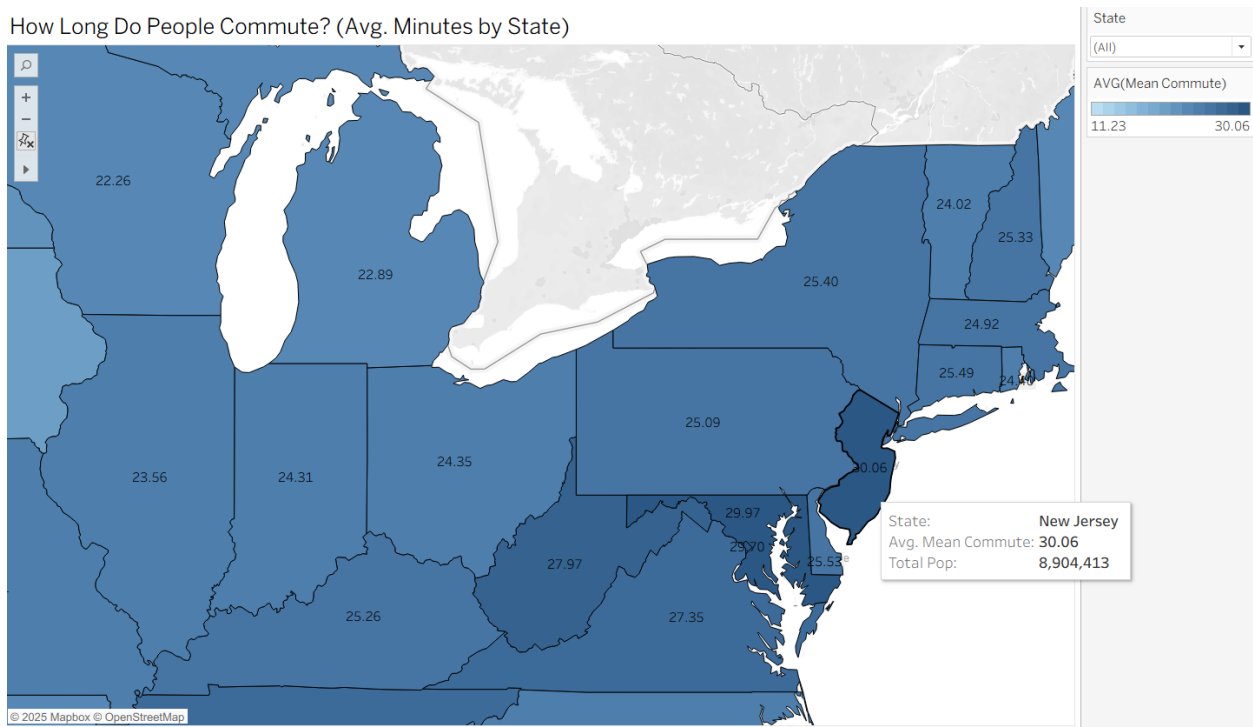 How Long Do People Commute? (Avg. Minutes by State)
State
(All)
AVG(Mean Commute)
11.23 30.06
22.26
24.02
25.33
22.89
25.40
24.92
25.49
25.09
24.35
30.06
23.56
24.31
29.97
29.70
25.53
27.97
25.26
27.35
State: New Jersey
Avg. Mean Commute: 30.06
Total Pop: 8,904,413
© 2025 Mapbox © OpenStreetMap